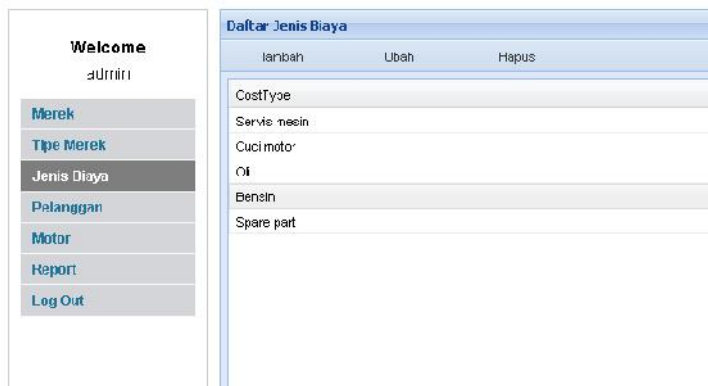 Welcome
admin
Merek
Tipe Merek
Jenis Biaya
Pelanggan
Motor
Report
Log Out
Daftar Jenis Biaya
Tambah Ubah Hapus
CostType
Servis mesin
Cuci motor
Oli
Bensin
Spare part